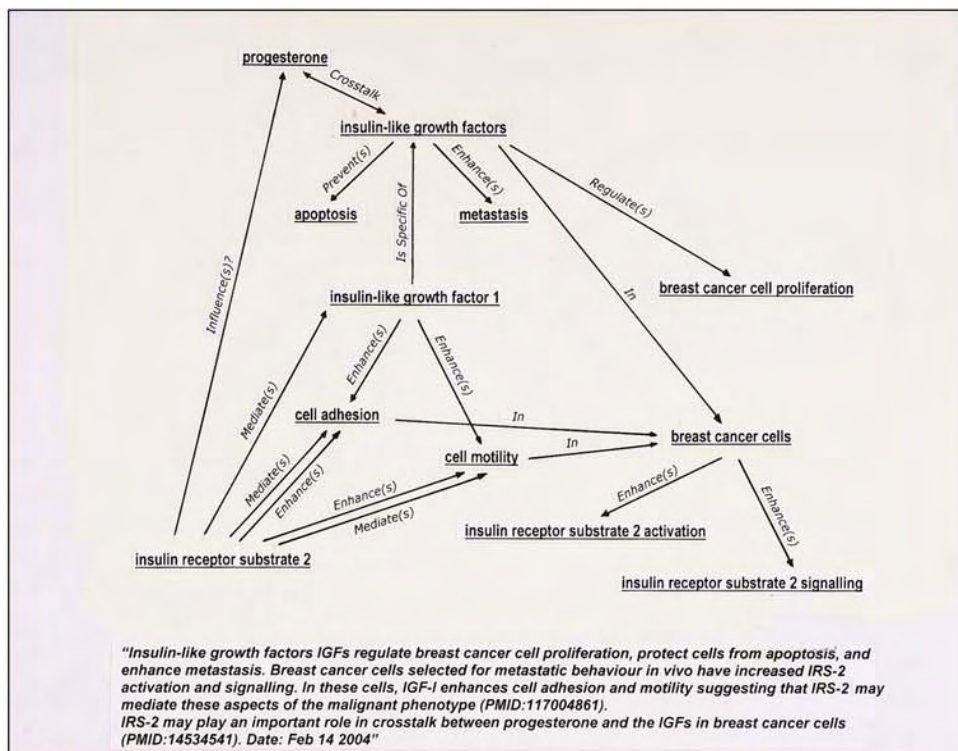 progesterone
Crosstalk
insulin-like growth factors
Prevent(s)
Enhance(s)
Regulate(s)
apoptosis
metastasis
Is Specific Of
Influence(s)?
In
breast cancer cell proliferation
insulin-like growth factor 1
Mediate(s)
Enhance(s)
Enhance(s)
cell adhesion
In
breast cancer cells
In
cell motility
Mediate(s)
Enhance(s)
Enhance(s)
Mediate(s)
Enhance(s)
Enhance(s)
insulin receptor substrate 2 activation
insulin receptor substrate 2
insulin receptor substrate 2 signalling
"Insulin-like growth factors IGFs regulate breast cancer cell proliferation, protect cells from apoptosis, and
enhance metastasis. Breast cancer cells selected for metastatic behaviour in vivo have increased IRS-2
activation and signalling. In these cells, IGF-I enhances cell adhesion and motility suggesting that IRS-2 may
mediate these aspects of the malignant phenotype (PMID:117004861).
IRS-2 may play an important role in crosstalk between progesterone and the IGFs in breast cancer cells
(PMID:14534541). Date: Feb 14 2004"